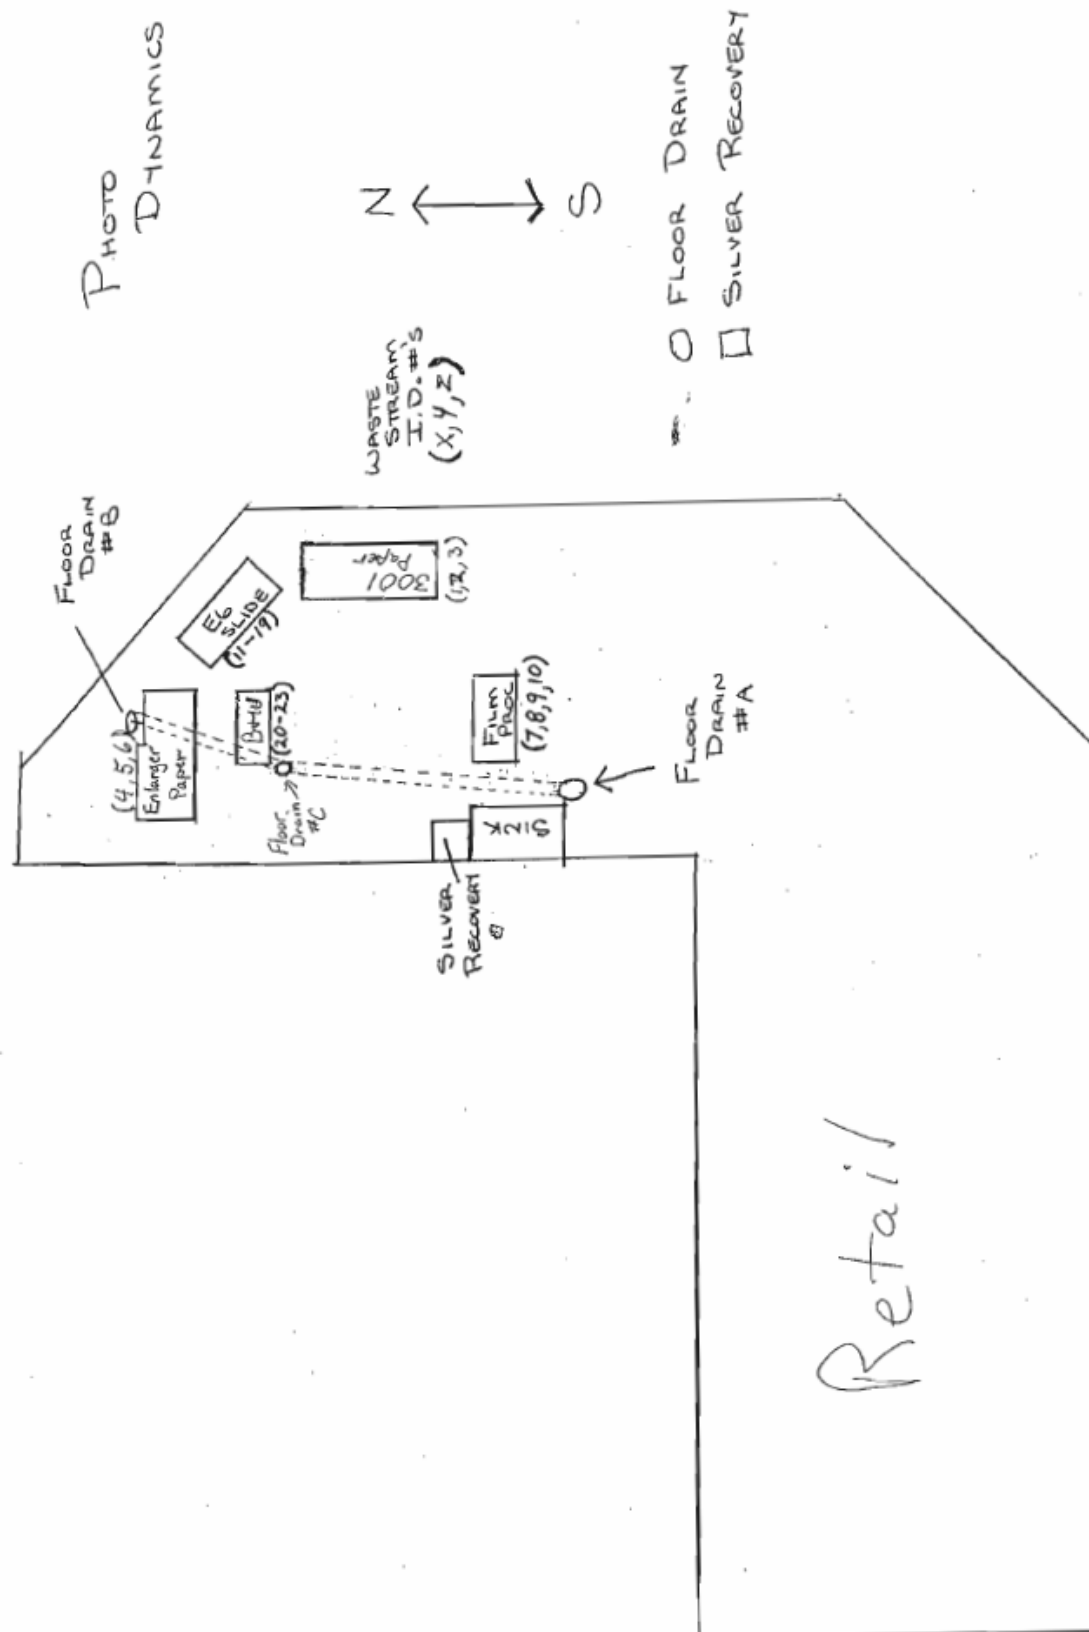 PHOTO
DYNAMICS
N
S
WASTE
STREAM
I.D. #'s
(X,Y,Z)
O FLOOR DRAIN
□ SILVER RECOVERY
FLOOR
DRAIN
#B
(4,5,6)
Enlarger
Paper
E6
SLIDE
(11-19)
3001
Paper
(1,2,3)
(20-23)
Floor
Drain
#C
FILM
PROC
(7,8,9,10)
SINK
FLOOR
DRAIN
#A
SILVER
RECOVERY
Retail